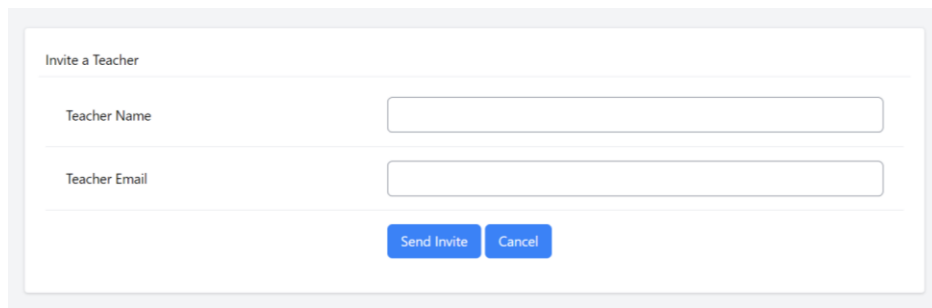 Invite a Teacher
Teacher Name
Teacher Email
Send Invite Cancel